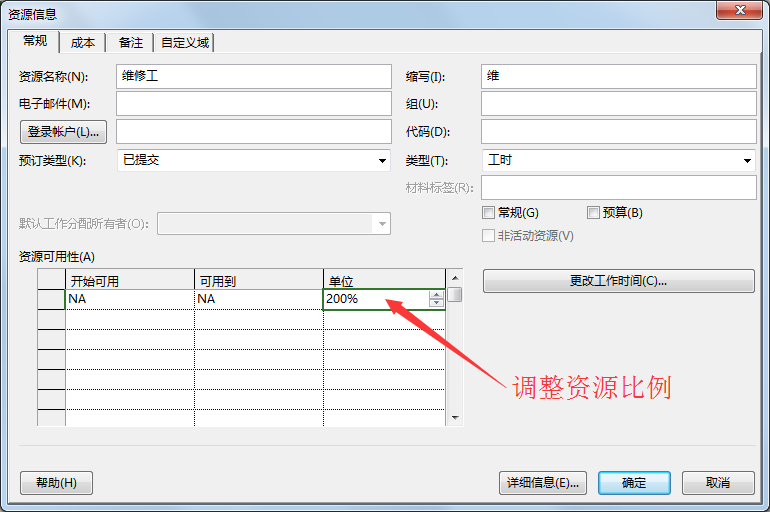 资源信息
常规 成本 备注 自定义域
资源名称(N): 维修工 缩写(I): 维
电子邮件(M): 组(U):
登录帐户(L)... 代码(D):
预订类型(K): 已提交 类型(T): 工时
材料标签(R):
默认工作分配所有者(O): 常规(G) 预算(B)
非活动资源(V)
资源可用性(A)
开始可用 可用到 单位 更改工作时间(C)...
NA NA 200%
调整资源比例
帮助(H) 详细信息(E)... 确定 取消